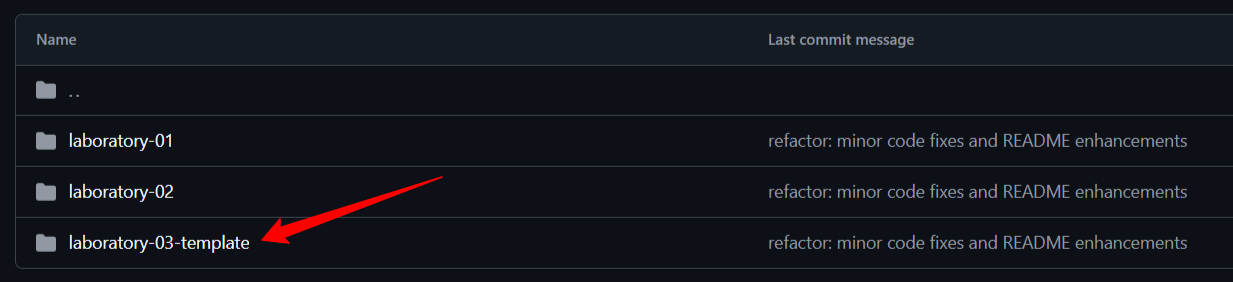 Name Last commit message
..
laboratory-01 refactor: minor code fixes and README enhancements
laboratory-02 refactor: minor code fixes and README enhancements
laboratory-03-template refactor: minor code fixes and README enhancements